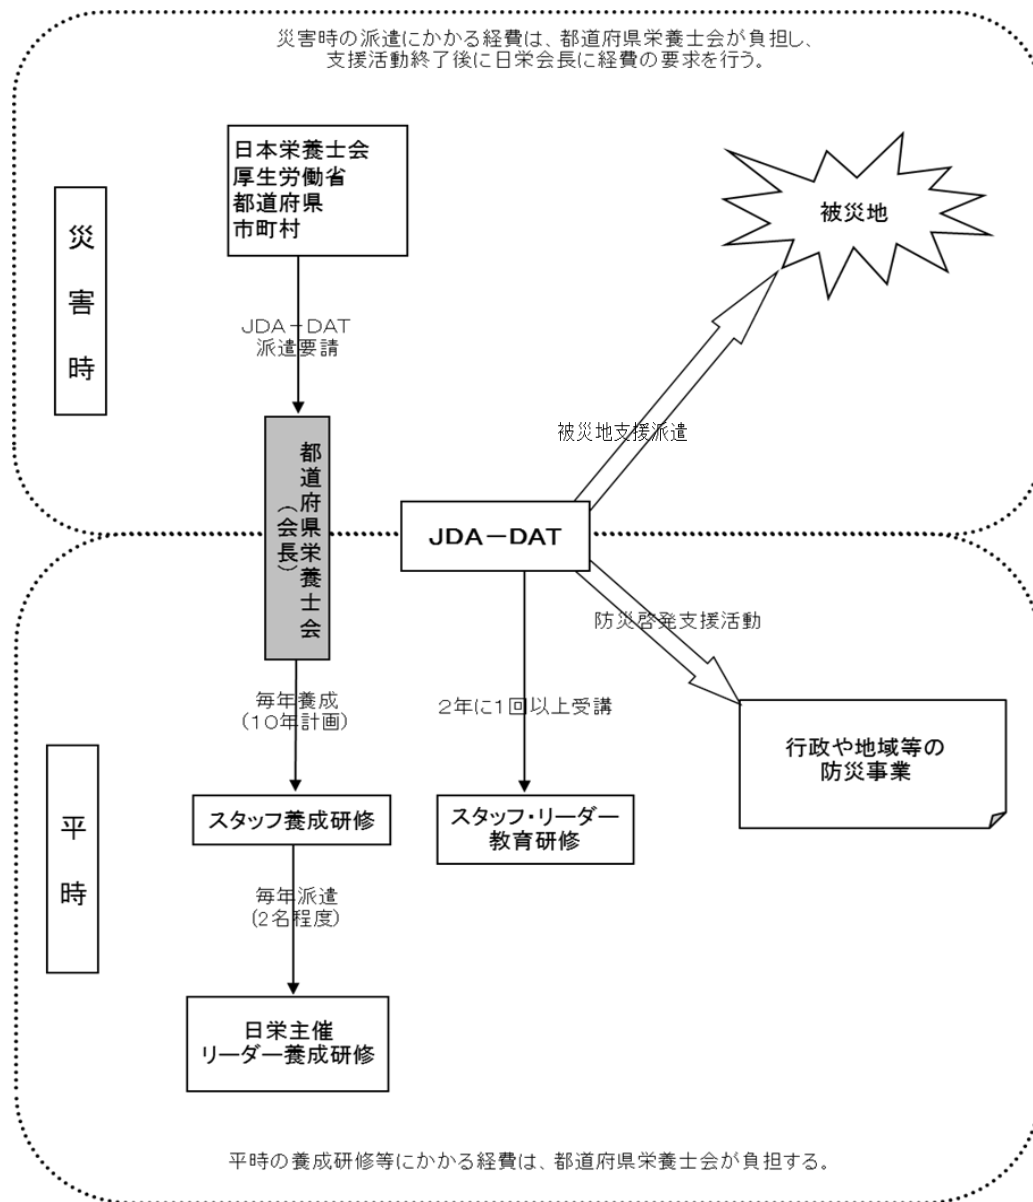 災害時の派遣にかかる経費は、都道府県栄養士会が負担し、
支援活動終了後に日栄会長に経費の要求を行う。
災害時
日本栄養士会
厚生労働省
都道府県
市町村
被災地
JDA－DAT
派遣要請
被災地支援派遣
都道府県栄養士会
（会長）
JDA－DAT
防災啓発支援活動
平時
毎年養成
(10年計画)
2年に1回以上受講
行政や地域等の
防災事業
スタッフ養成研修
スタッフ・リーダー
教育研修
毎年派遣
(2名程度)
日栄主催
リーダー養成研修
平時の養成研修等にかかる経費は、都道府県栄養士会が負担する。